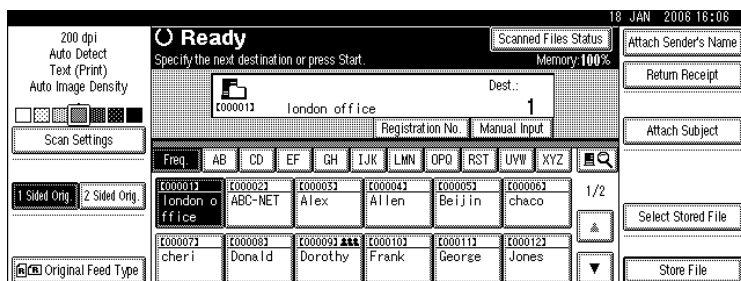 18 JAN 2006 16:06
200 dpi
Auto Detect
Text (Print)
Auto Image Density
Scan Settings
1 Sided Orig. 2 Sided Orig.
Original Feed Type
Ready
Scanned Files Status
Specify the next destination or press Start.
Memory:100%
Dest.:
[00001] london office
1
Registration No. Manual Input
Freq. AB CD EF GH IJK LMN OPQ RST UVW XYZ
[00001] [00002] [00003] [00004] [00005] [00006]
london o ABC-NET Alex Allen Beijin chaco
ffice
1/2
[00007] [00008] [00009] [00010] [00011] [00012]
cheri Donald Dorothy Frank George Jones
Attach Sender's Name
Return Receipt
Attach Subject
Select Stored File
Store File